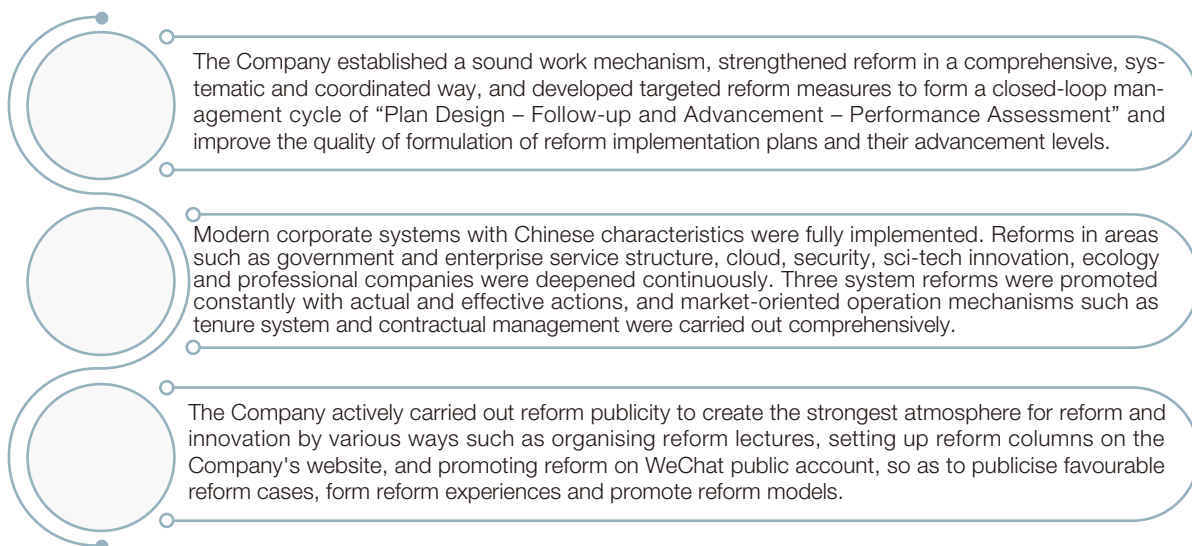 The Company established a sound work mechanism, strengthened reform in a comprehensive, sys-
tematic and coordinated way, and developed targeted reform measures to form a closed-loop man-
agement cycle of “Plan Design – Follow-up and Advancement – Performance Assessment” and
improve the quality of formulation of reform implementation plans and their advancement levels.
Modern corporate systems with Chinese characteristics were fully implemented. Reforms in areas
such as government and enterprise service structure, cloud, security, sci-tech innovation, ecology
and professional companies were deepened continuously. Three system reforms were promoted
constantly with actual and effective actions, and market-oriented operation mechanisms such as
tenure system and contractual management were carried out comprehensively.
The Company actively carried out reform publicity to create the strongest atmosphere for reform and
innovation by various ways such as organising reform lectures, setting up reform columns on the
Company's website, and promoting reform on WeChat public account, so as to publicise favourable
reform cases, form reform experiences and promote reform models.